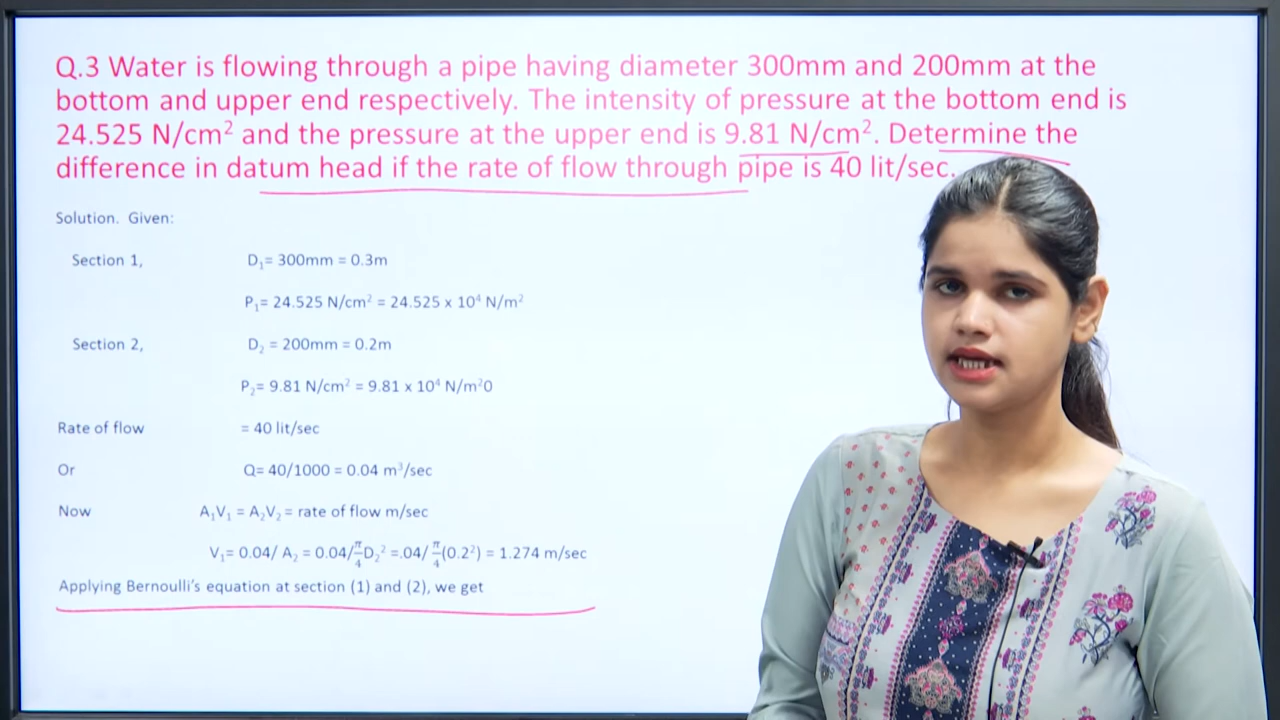 Q.3 Water is flowing through a pipe having diameter 300mm and 200mm at the
bottom and upper end respectively. The intensity of pressure at the bottom end is
24.525 N/cm² and the pressure at the upper end is 9.81 N/cm². Determine the
difference in datum head if the rate of flow through pipe is 40 lit/sec.
Solution. Given:
Section 1, D₁= 300mm = 0.3m
P₁= 24.525 N/cm² = 24.525 x 10⁴ N/m²
Section 2, D₂ = 200mm = 0.2m
P₂= 9.81 N/cm² = 9.81 x 10⁴ N/m²0
Rate of flow = 40 lit/sec
Or Q= 40/1000 = 0.04 m³/sec
Now A₁V₁ = A₂V₂ = rate of flow m/sec
V₁= 0.04/ A₂ = 0.04/π/4 D₂² =.04/ π/4 (0.2²) = 1.274 m/sec
Applying Bernoulli’s equation at section (1) and (2), we get